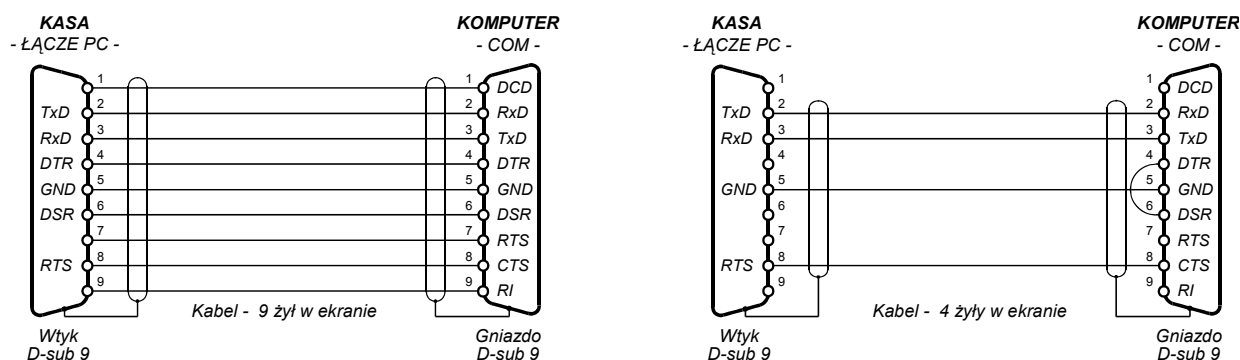 KASA
- ŁĄCZE PC -
KOMPUTER
- COM -
1 1 DCD
TxD 2 2 RxD
RxD 3 3 TxD
DTR 4 4 DTR
GND 5 5 GND
DSR 6 6 DSR
7 7 RTS
RTS 8 8 CTS
9 9 RI
Kabel - 9 żył w ekranie
Wtyk
D-sub 9
Gniazdo
D-sub 9
KASA
- ŁĄCZE PC -
KOMPUTER
- COM -
1 1 DCD
TxD 2 2 RxD
RxD 3 3 TxD
4 4 DTR
GND 5 5 GND
6 6 DSR
7 7 RTS
RTS 8 8 CTS
9 9 RI
Kabel - 4 żyły w ekranie
Wtyk
D-sub 9
Gniazdo
D-sub 9